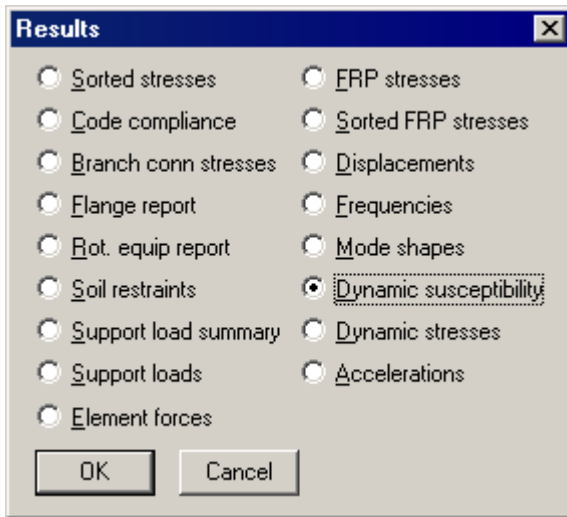 Results
Sorted stresses
Code compliance
Branch conn stresses
Flange report
Rot. equip report
Soil restraints
Support load summary
Support loads
Element forces
FRP stresses
Sorted FRP stresses
Displacements
Frequencies
Mode shapes
Dynamic susceptibility
Dynamic stresses
Accelerations
OK
Cancel